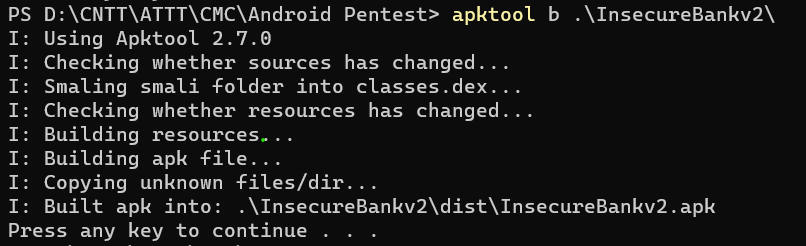 PS D:\CNTT\ATTT\CMC\Android Pentest> apktool b .\InsecureBankv2\
I: Using Apktool 2.7.0
I: Checking whether sources has changed...
I: Smaling smali folder into classes.dex...
I: Checking whether resources has changed...
I: Building resources...
I: Building apk file...
I: Copying unknown files/dir...
I: Built apk into: .\InsecureBankv2\dist\InsecureBankv2.apk
Press any key to continue . . .